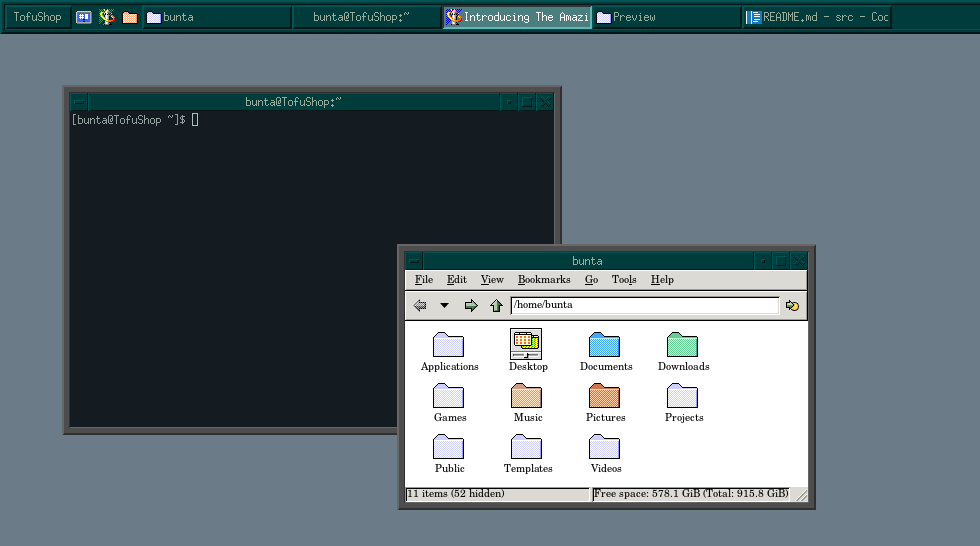 TofuShop bunta bunta@TofuShop:~ Introducing The Amazi Preview README.md - src - Coc
bunta@TofuShop:~
[bunta@TofuShop ~]$
bunta
File Edit View Bookmarks Go Tools Help
/home/bunta
Applications Desktop Documents Downloads
Games Music Pictures Projects
Public Templates Videos
11 items (52 hidden) Free space: 578.1 GiB (Total: 915.8 GiB)